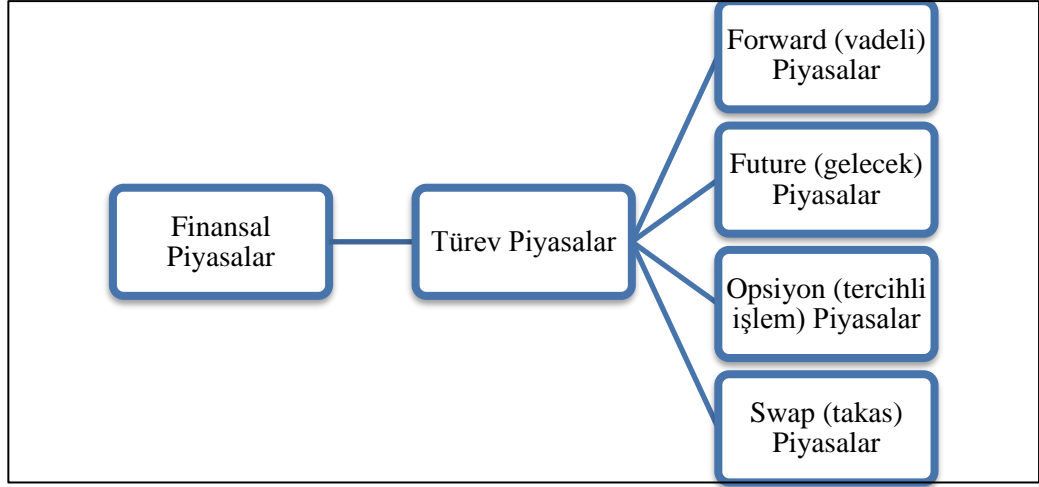 Finansal
Piyasalar
Türev Piyasalar
Forward (vadeli)
Piyasalar
Future (gelecek)
Piyasalar
Opsiyon (tercihli
işlem) Piyasalar
Swap (takas)
Piyasalar